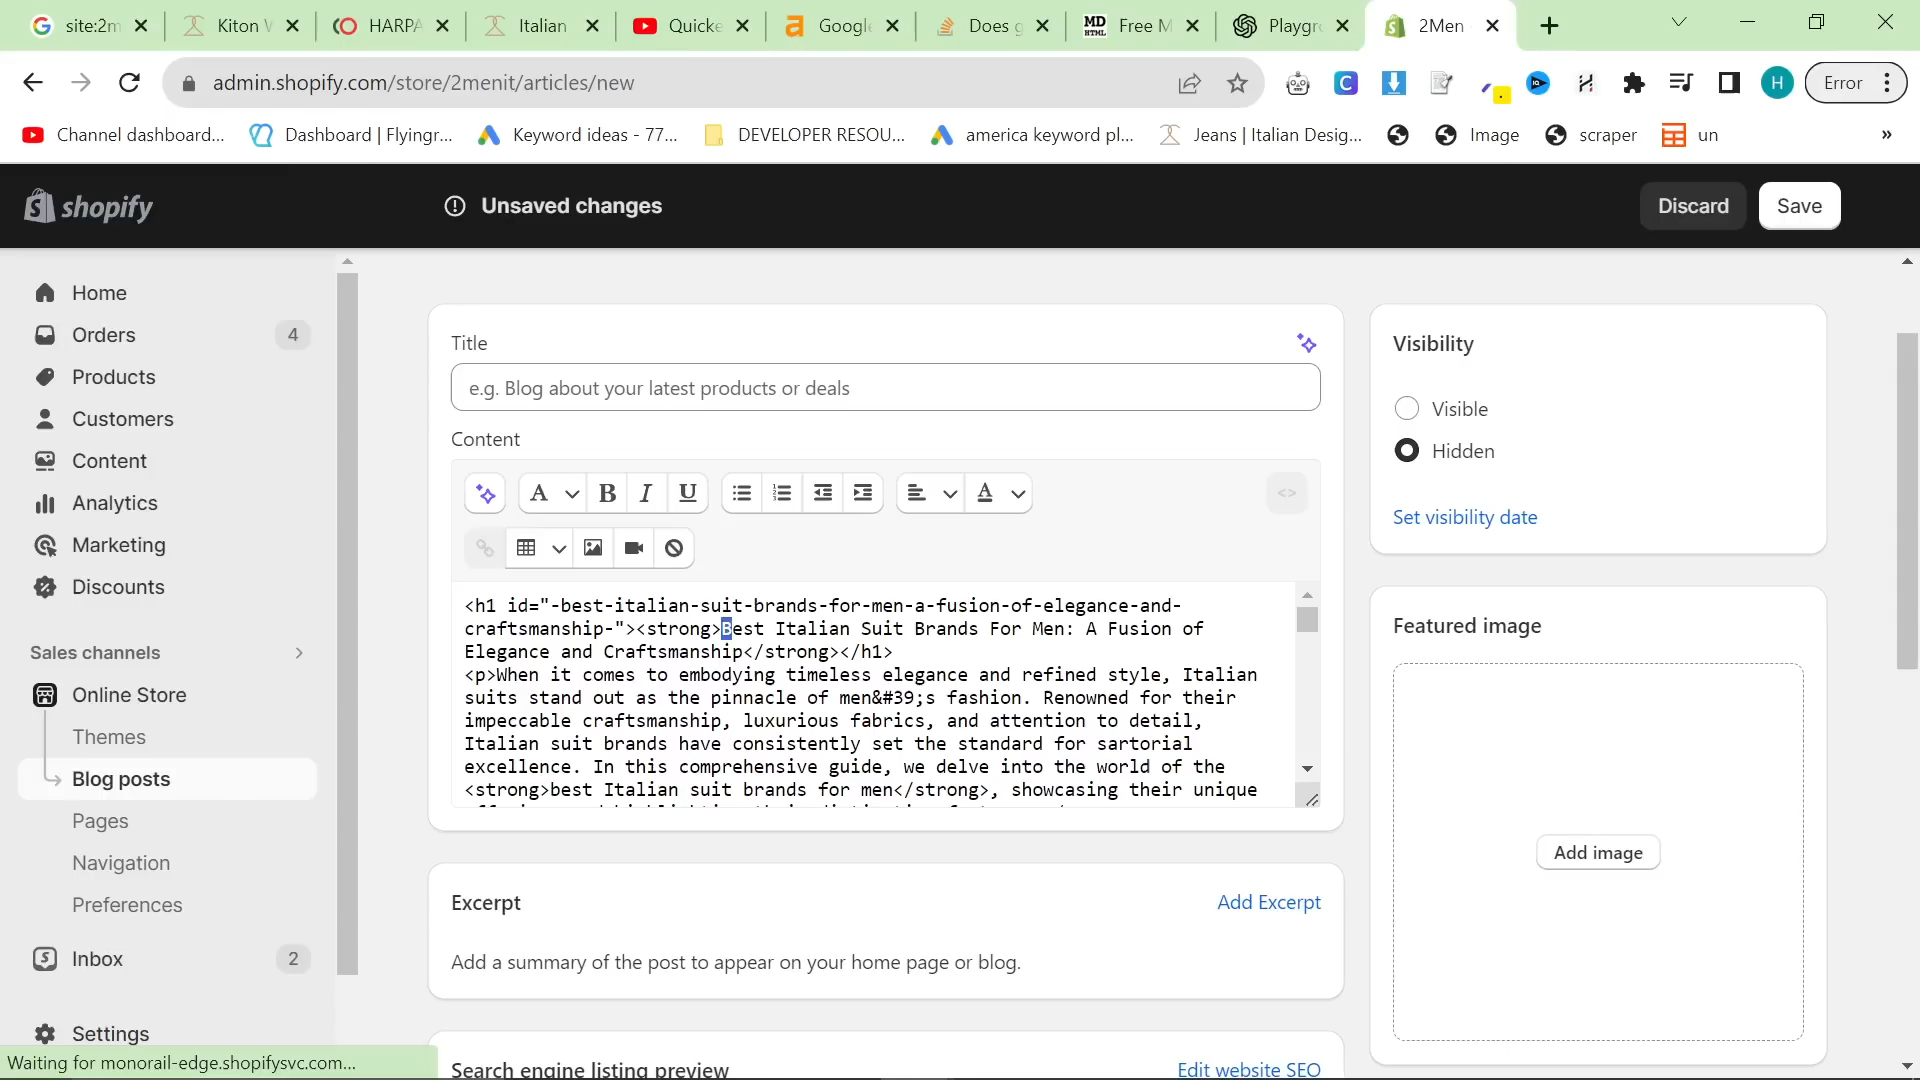 site:2m
Kiton W
HARPA
Italian
Quicke
Google
Does g
MD
HTML
Free M
Playgro
2Men
admin.shopify.com/store/2menit/articles/new
C
H
Error
Channel dashboard...
Dashboard | Flyingr...
Keyword ideas - 77...
DEVELOPER RESOU...
america keyword pl...
Jeans | Italian Desig...
Image
scraper
un
»
shopify
Unsaved changes
Discard
Save
Home
Orders
4
Products
Customers
Content
Analytics
Marketing
Discounts
Sales channels
Online Store
Themes
Blog posts
Pages
Navigation
Preferences
Inbox
2
Settings
Waiting for monorail-edge.shopifysvc.com...
Title
e.g. Blog about your latest products or deals
Content
A
B
I
U
A
<>
<h1 id="-best-italian-suit-brands-for-men-a-fusion-of-elegance-and-
craftsmanship-"><strong>Best Italian Suit Brands For Men: A Fusion of
Elegance and Craftsmanship</strong></h1>
<p>When it comes to embodying timeless elegance and refined style, Italian
suits stand out as the pinnacle of men&#39;s fashion. Renowned for their
impeccable craftsmanship, luxurious fabrics, and attention to detail,
Italian suit brands have consistently set the standard for sartorial
excellence. In this comprehensive guide, we delve into the world of the
<strong>best Italian suit brands for men</strong>, showcasing their unique
Excerpt
Add Excerpt
Add a summary of the post to appear on your home page or blog.
Search engine listing preview
Edit website SEO
Visibility
Visible
Hidden
Set visibility date
Featured image
Add image